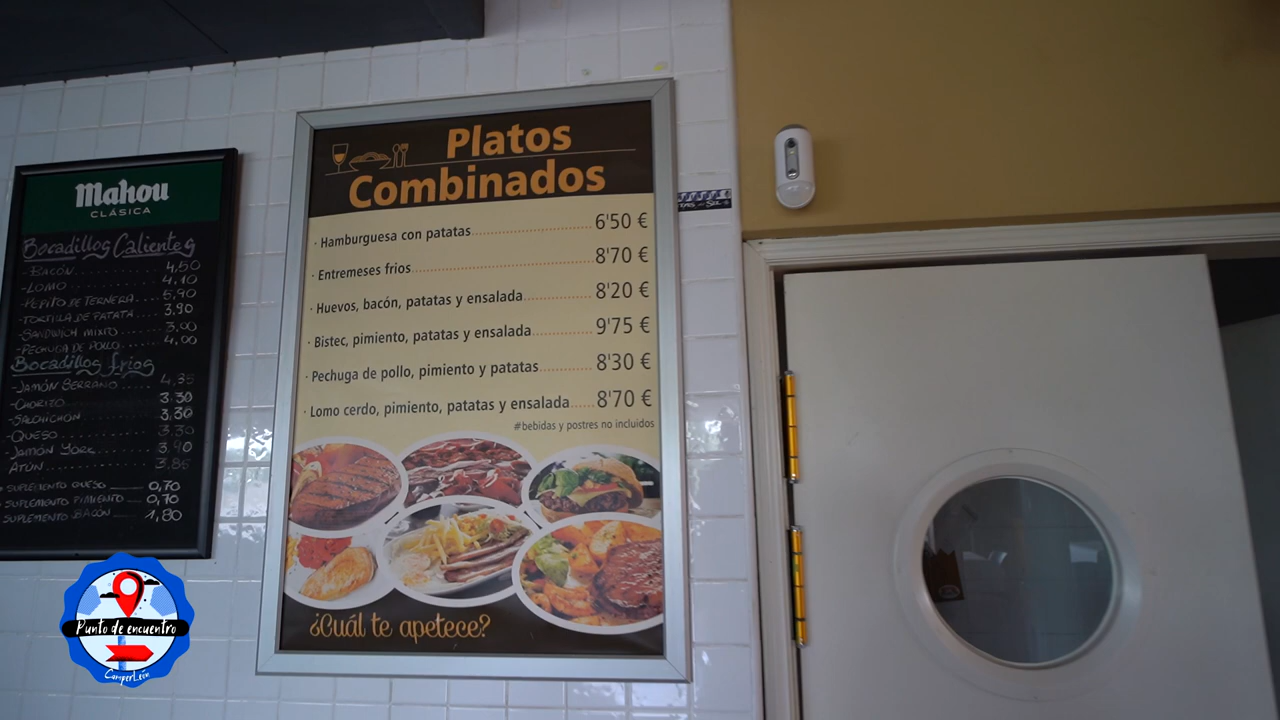 Mahou
CLÁSICA
Bocadillos Calientes
-BACÓN 4,50
-LOMO 4,10
-PEPITO DE TERNERA 5,90
-TORTILLA DE PATATA 3,90
-SANDWICH MIXTO 3,00
-PECHUGA DE POLLO 4,00
Bocadillos fríos
-JAMÓN SERRANO 4,35
-CHORIZO 3,30
-SALCHICHÓN 3,30
-QUESO 3,30
-JAMÓN YORK 3,40
ATÚN 3,85
SUPLEMENTO QUESO 0,70
SUPLEMENTO PIMIENTO 0,70
SUPLEMENTO BACÓN 1,80
Platos
Combinados
· Hamburguesa con patatas 6'50 €
· Entremeses frios 8'70 €
· Huevos, bacón, patatas y ensalada 8'20 €
· Bistec, pimiento, patatas y ensalada 9'75 €
· Pechuga de pollo, pimiento y patatas 8'30 €
· Lomo cerdo, pimiento, patatas y ensalada 8'70 €
#bebidas y postres no incluidos
¿Cuál te apetece?
Punto de encuentro
CamperLeón